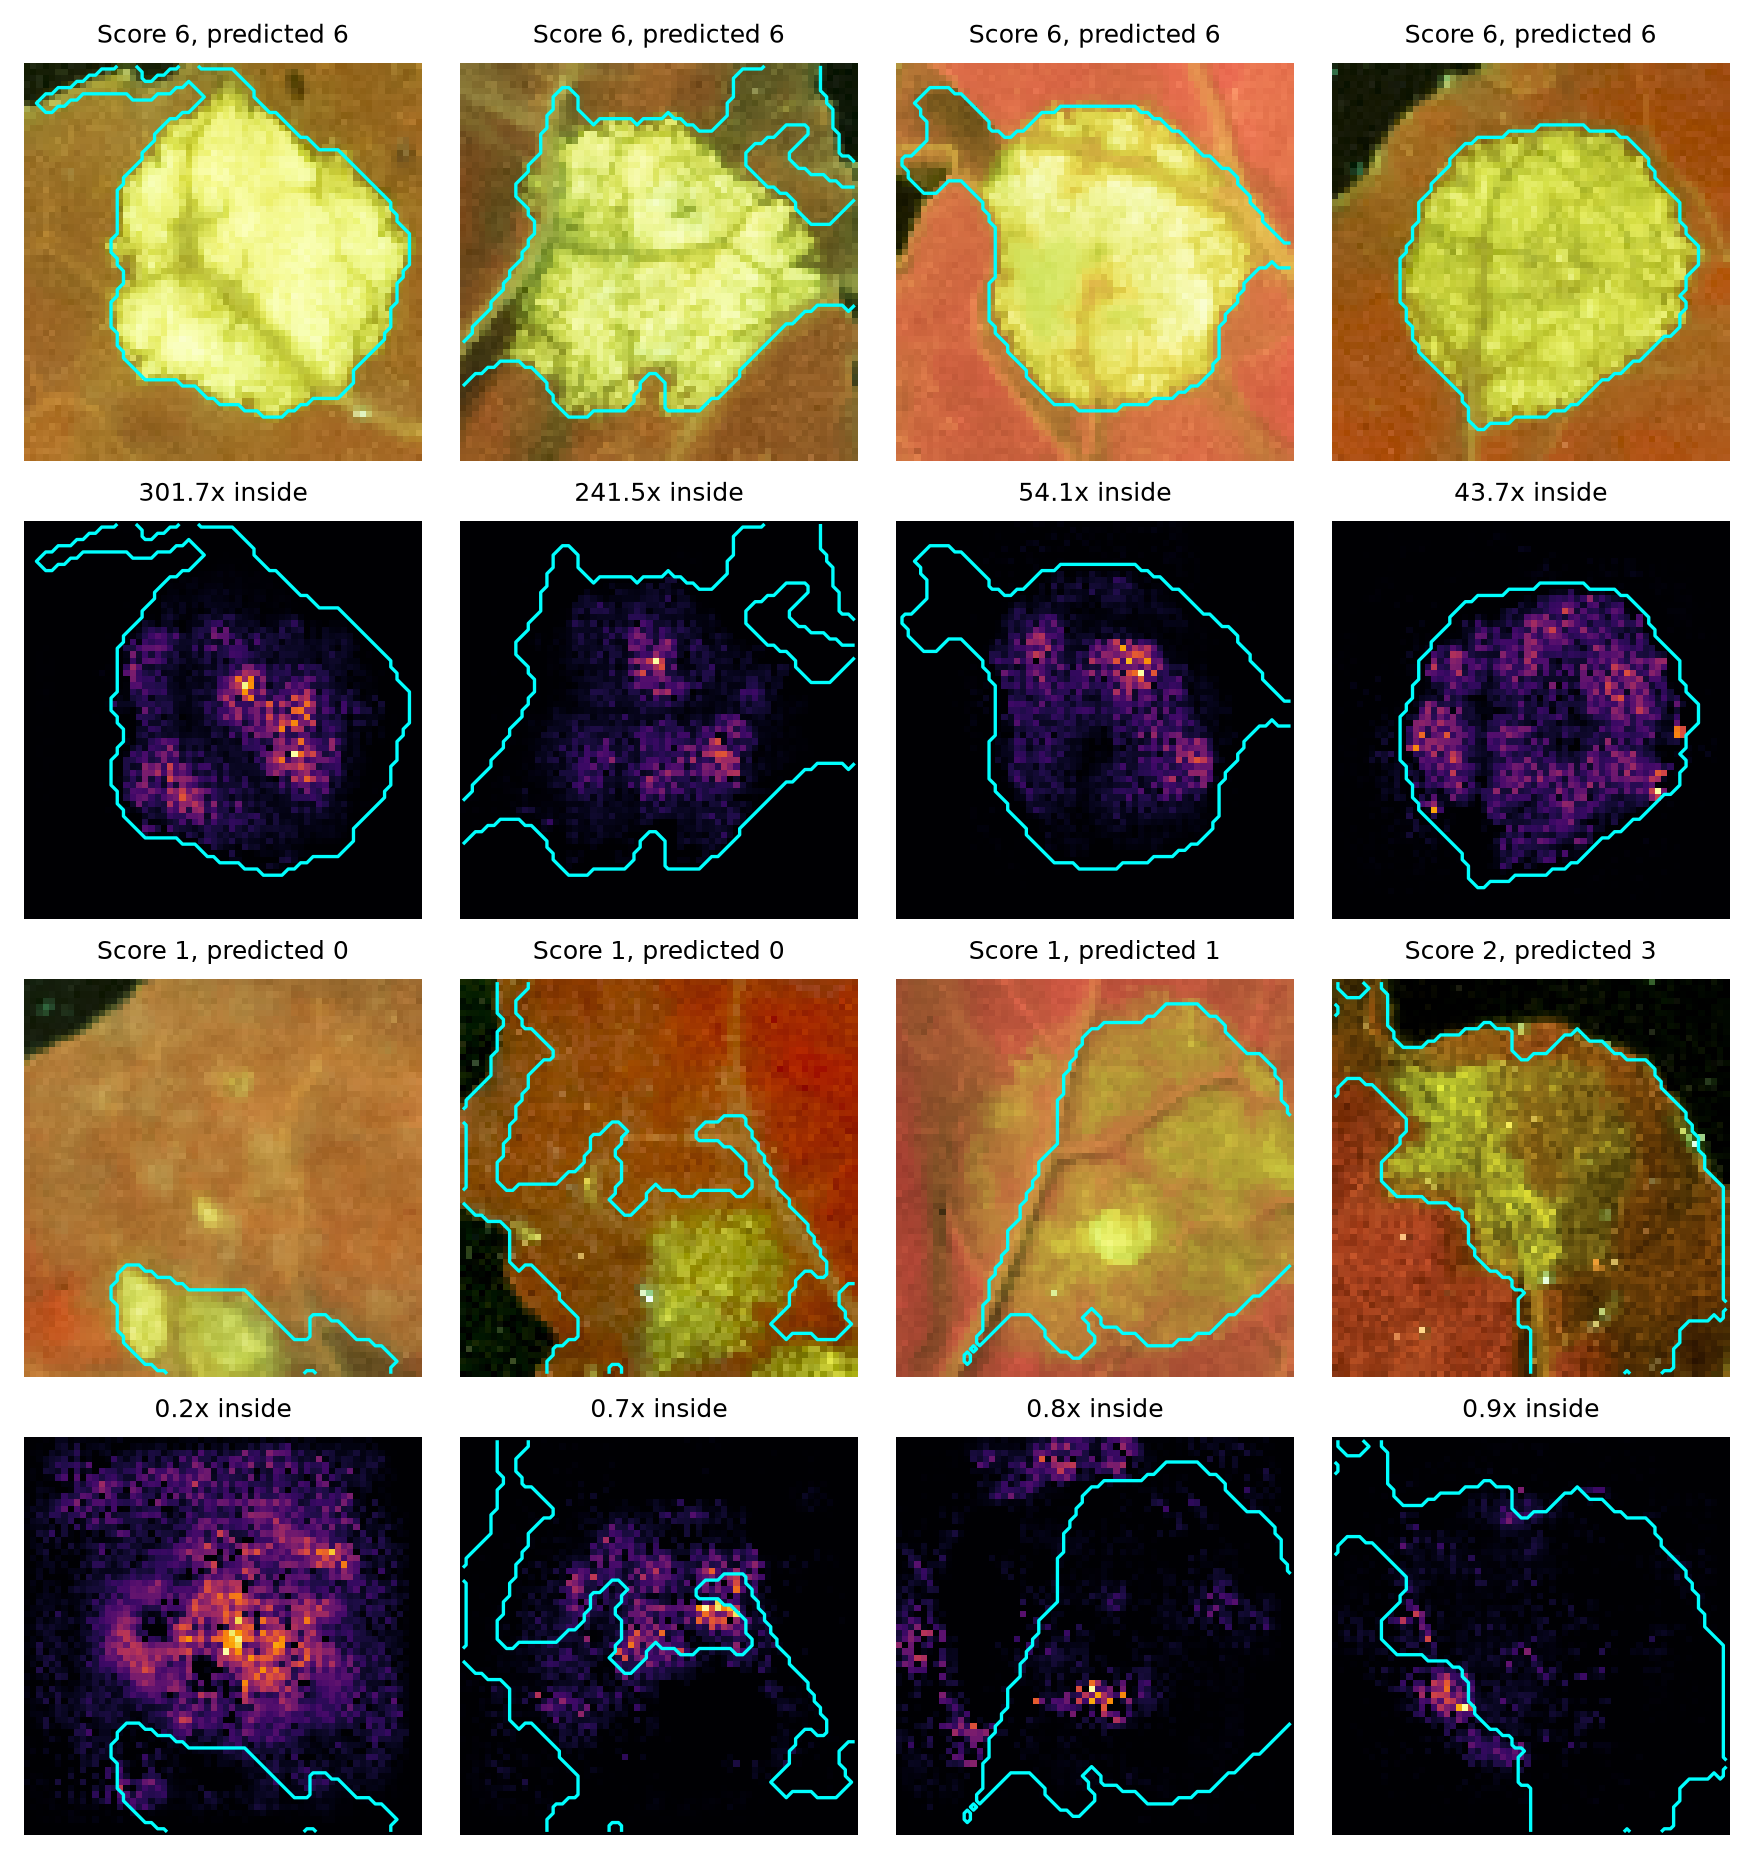 Score 6, predicted 6
Score 6, predicted 6
Score 6, predicted 6
Score 6, predicted 6
301.7x inside
241.5x inside
54.1x inside
43.7x inside
Score 1, predicted 0
Score 1, predicted 0
Score 1, predicted 1
Score 2, predicted 3
0.2x inside
0.7x inside
0.8x inside
0.9x inside